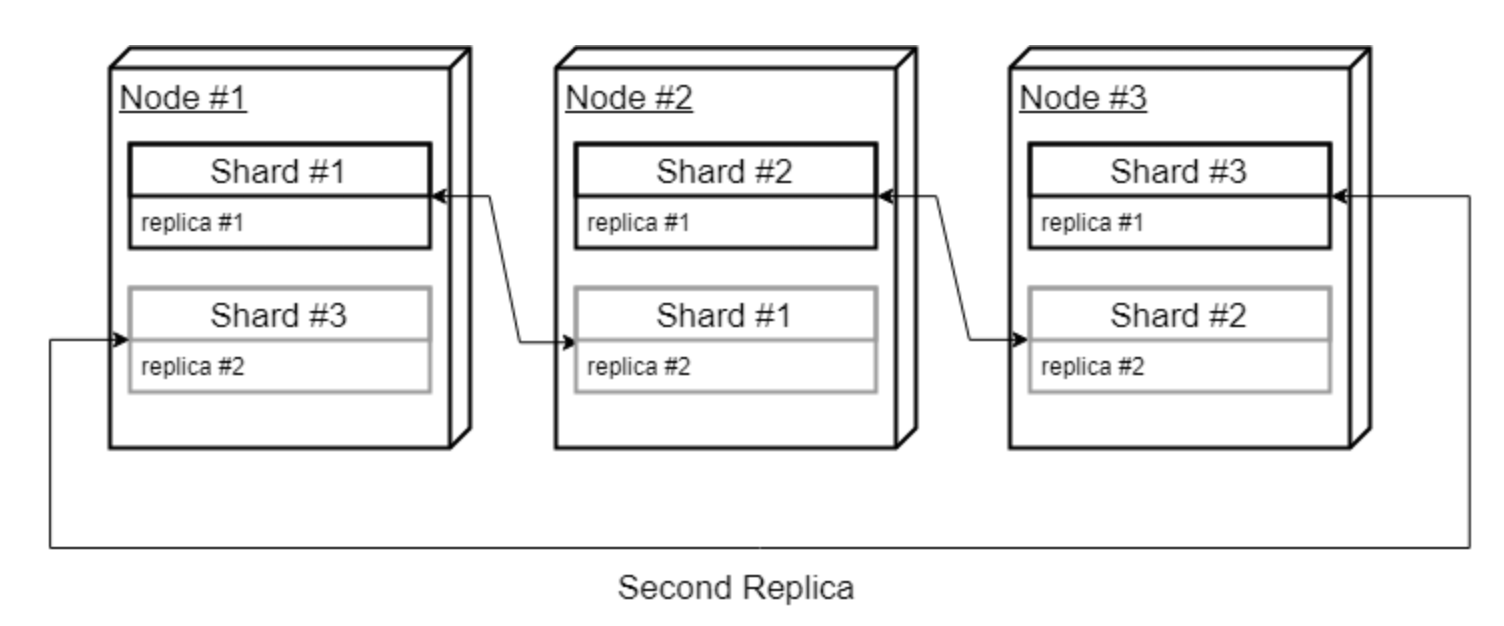 Node #1
Shard #1
replica #1
Shard #3
replica #2
Node #2
Shard #2
replica #1
Shard #1
replica #2
Node #3
Shard #3
replica #1
Shard #2
replica #2
Second Replica